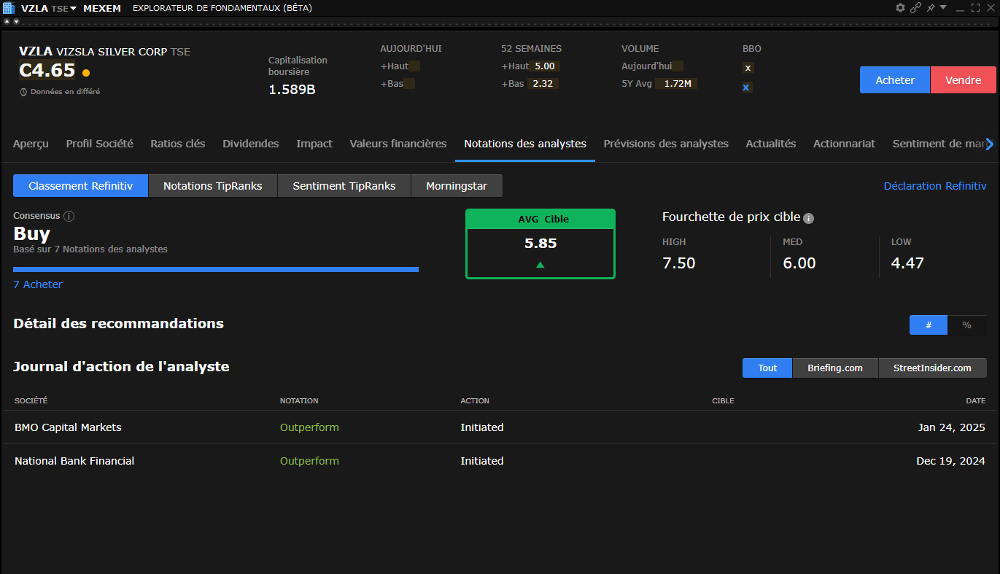 VZLA TSE MEXEM EXPLORATEUR DE FONDAMENTAUX (BÊTA)
VZLA VIZSLA SILVER CORP TSE
C4.65
Données en différé
Capitalisation
boursière
1.589B
AUJOURD'HUI
+Haut
+Bas
52 SEMAINES
+Haut 5.00
+Bas 2.32
VOLUME
Aujourd'hui
5Y Avg 1.72M
BBO
x
x
Acheter
Vendre
Aperçu Profil Société Ratios clés Dividendes Impact Valeurs financières Notations des analystes Prévisions des analystes Actualités Actionnariat Sentiment de mar
Classement Refinitiv Notations TipRanks Sentiment TipRanks Morningstar Déclaration Refinitiv
Consensus
Buy
Basé sur 7 Notations des analystes
7 Acheter
AVG Cible
5.85
Fourchette de prix cible
HIGH MED LOW
7.50 6.00 4.47
Détail des recommandations
# %
Journal d'action de l'analyste
Tout Briefing.com StreetInsider.com
SOCIÉTÉ NOTATION ACTION CIBLE DATE
BMO Capital Markets Outperform Initiated Jan 24, 2025
National Bank Financial Outperform Initiated Dec 19, 2024